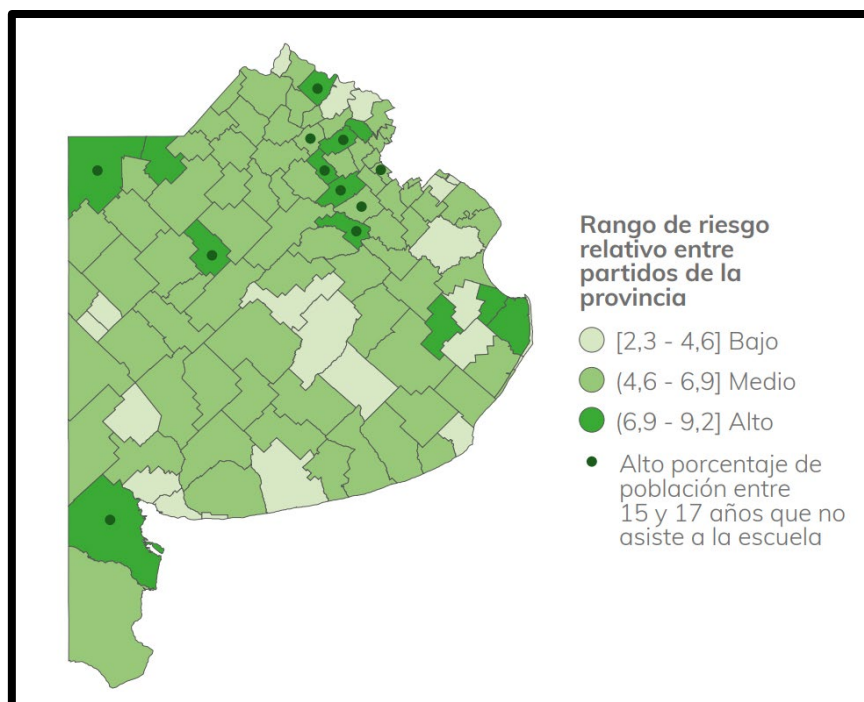 Rango de riesgo
relativo entre
partidos de la
provincia
[2,3 - 4,6] Bajo
(4,6 - 6,9] Medio
(6,9 - 9,2] Alto
Alto porcentaje de
población entre
15 y 17 años que no
asiste a la escuela